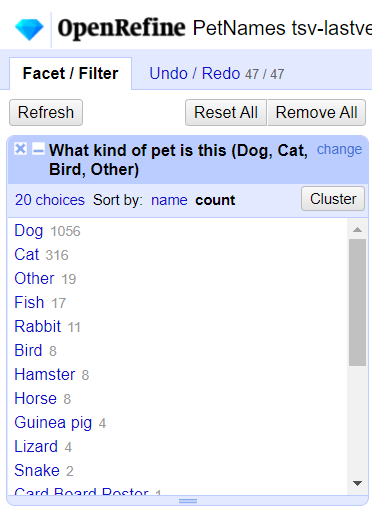 OpenRefine PetNames tsv-lastve
Facet / Filter Undo / Redo 47 / 47
Refresh Reset All Remove All
What kind of pet is this (Dog, Cat, change
Bird, Other)
20 choices Sort by: name count Cluster
Dog 1056
Cat 316
Other 19
Fish 17
Rabbit 11
Bird 8
Hamster 8
Horse 8
Guinea pig 4
Lizard 4
Snake 2
Card Board Poster 1